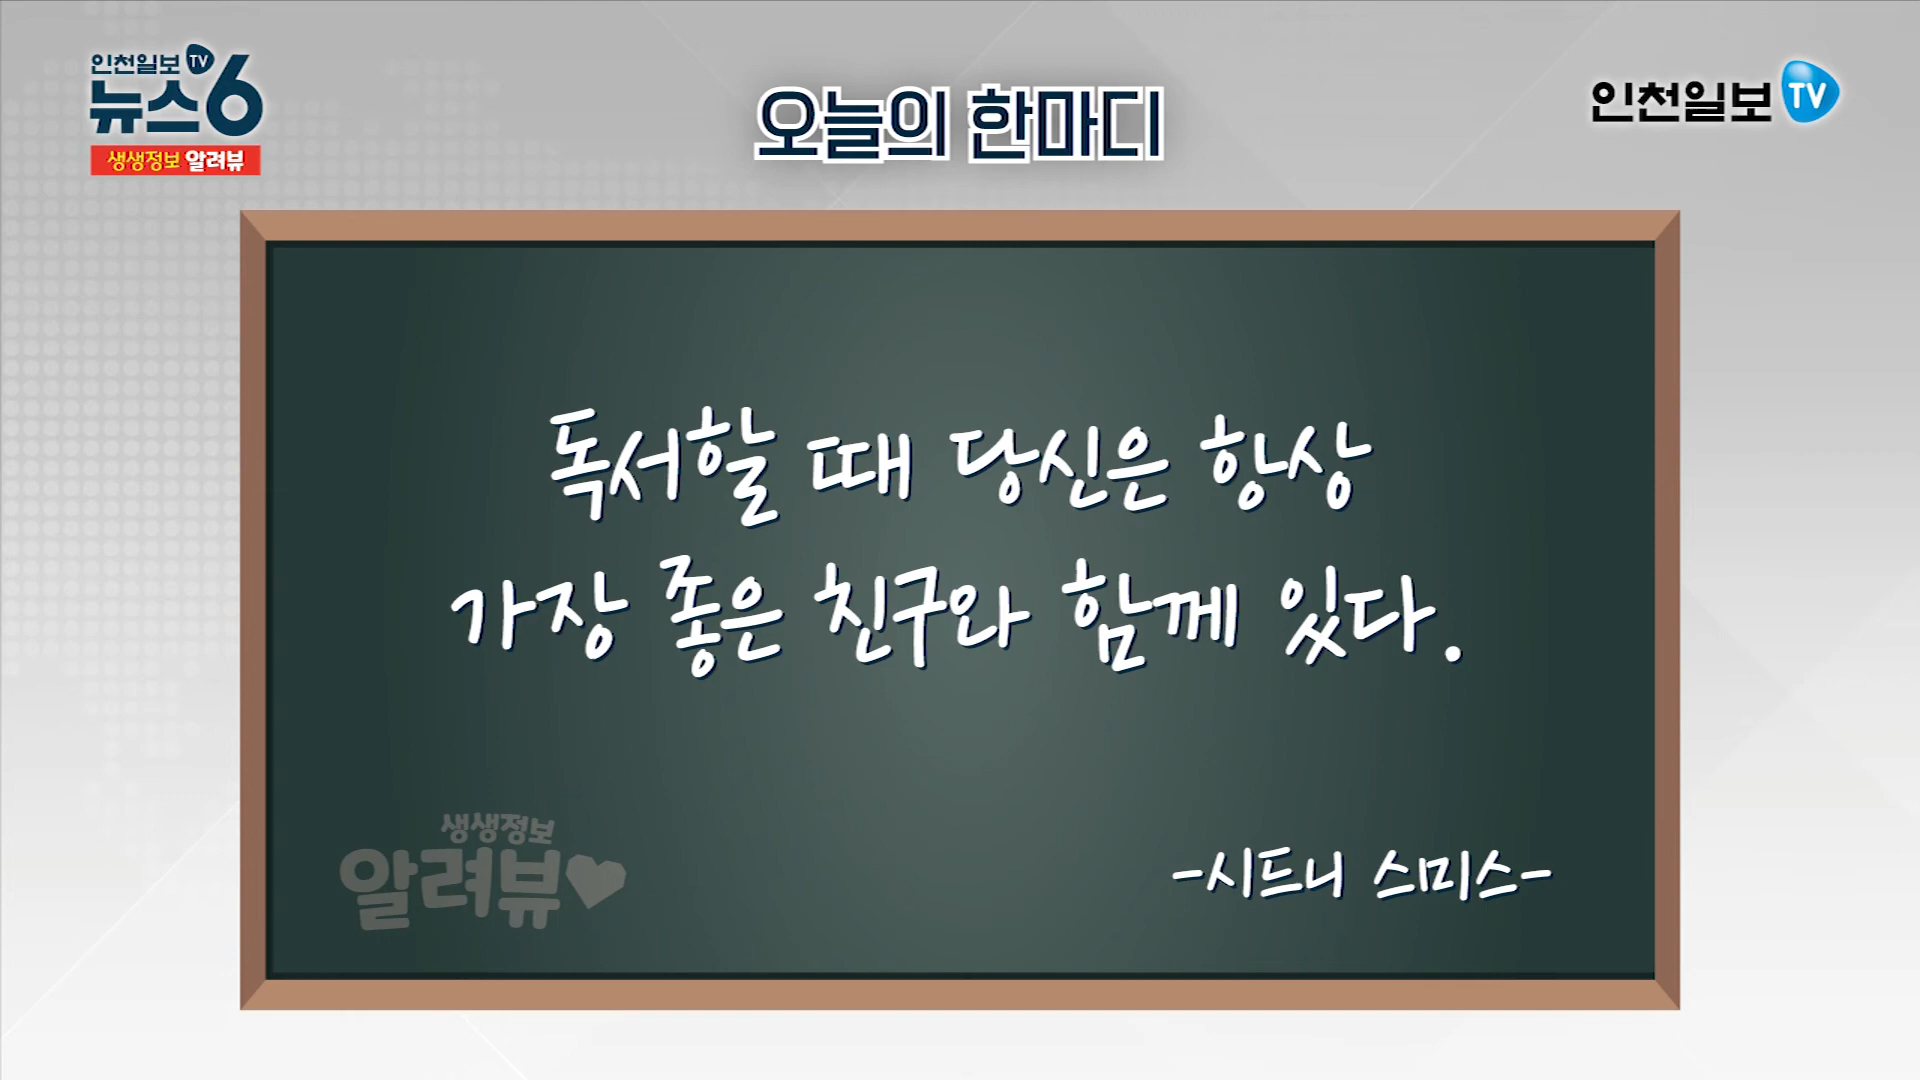 인천일보 TV
뉴스6
생생정보 알려뷰
오늘의 한마디
인천일보 TV
독서할 때 당신은 항상
가장 좋은 친구와 함께 있다.
-시드니 스미스-
생생정보
알려뷰